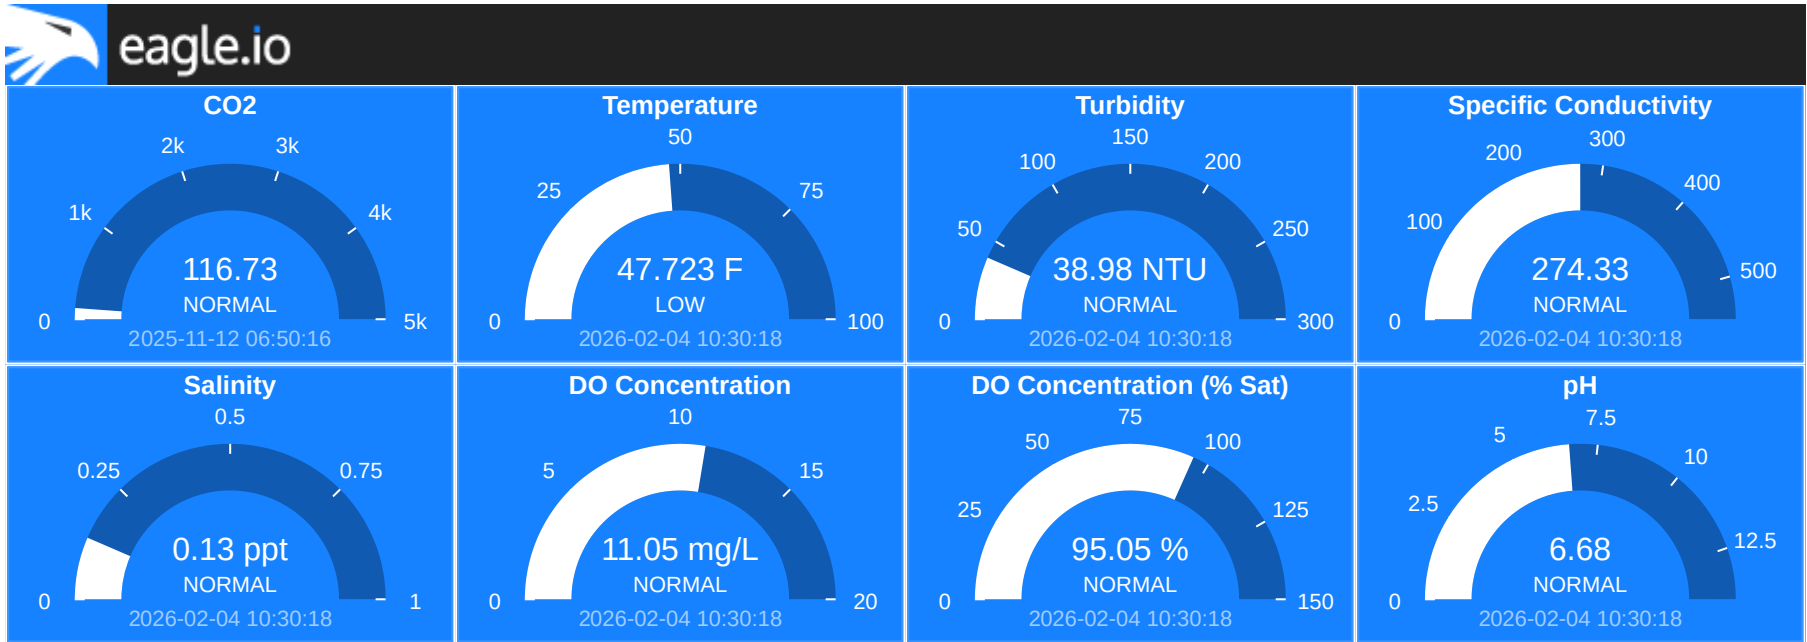 eagle.io
CO2
0
1k
2k
3k
4k
5k
116.73
NORMAL
2025-11-12 06:50:16
Temperature
0
25
50
75
100
47.723 F
LOW
2026-02-04 10:30:18
Turbidity
0
50
100
150
200
250
300
38.98 NTU
NORMAL
2026-02-04 10:30:18
Specific Conductivity
0
100
200
300
400
500
274.33
NORMAL
2026-02-04 10:30:18
Salinity
0
0.25
0.5
0.75
1
0.13 ppt
NORMAL
2026-02-04 10:30:18
DO Concentration
0
5
10
15
20
11.05 mg/L
NORMAL
2026-02-04 10:30:18
DO Concentration (% Sat)
0
25
50
75
100
125
150
95.05 %
NORMAL
2026-02-04 10:30:18
pH
0
2.5
5
7.5
10
12.5
6.68
NORMAL
2026-02-04 10:30:18